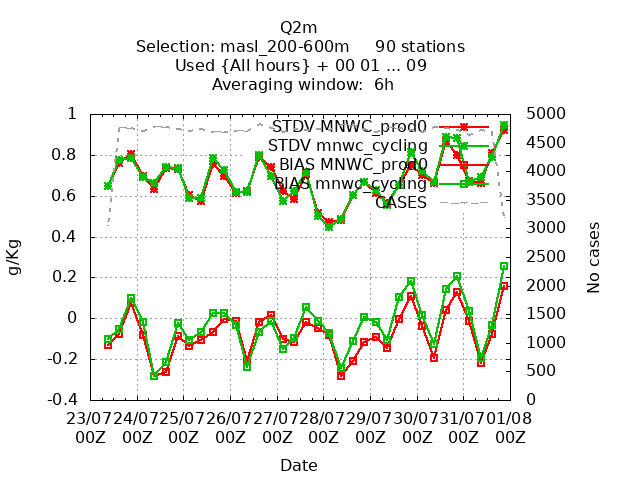 Q2m
Selection: masl_200-600m     90 stations
Used {All hours} + 00 01 ... 09
Averaging window:  6h
1
0.8
0.6
0.4
0.2
0
-0.2
-0.4
g/Kg
STDV MNWC_prod0
STDV mnwc_cycling
BIAS MNWC_prod0
BIAS mnwc_cycling
CASES
5000
4500
4000
3500
3000
2500
2000
1500
1000
500
0
No cases
23/07 24/07 25/07 26/07 27/07 28/07 29/07 30/07 31/07 01/08
00Z 00Z 00Z 00Z 00Z 00Z 00Z 00Z 00Z 00Z
Date